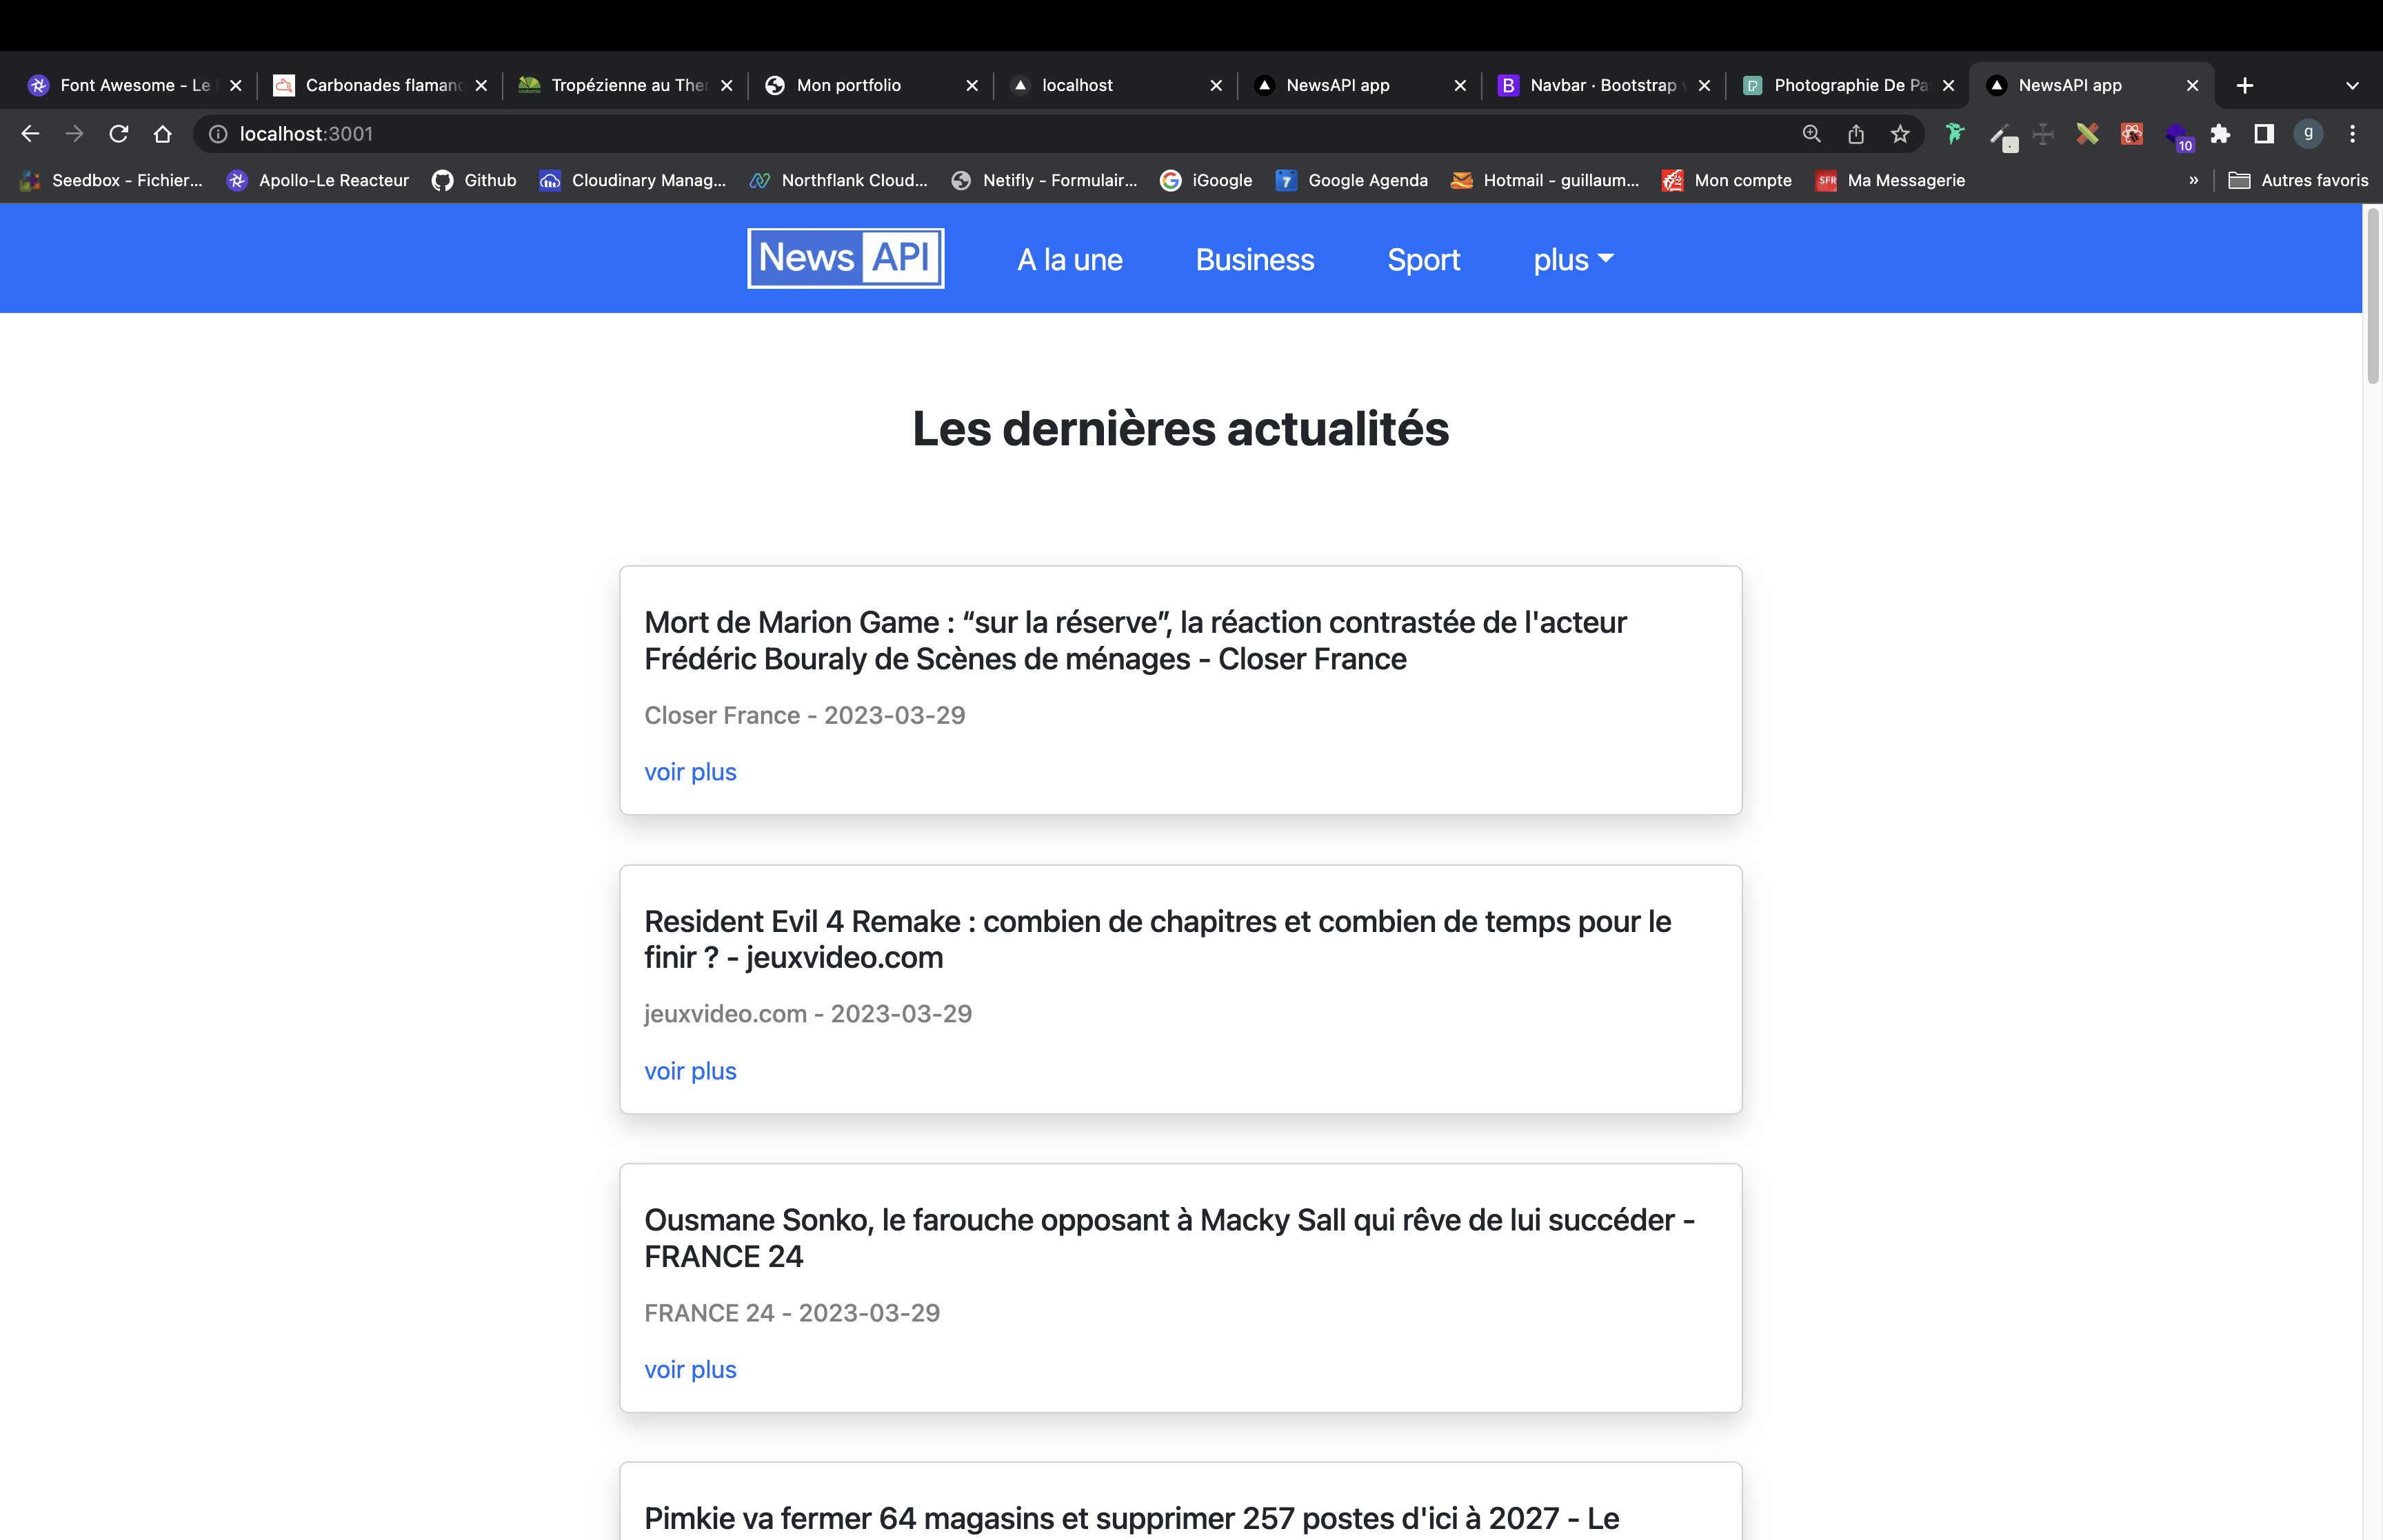 Font Awesome - Le
Carbonades flamand
Tropézienne au Ther
Mon portfolio
localhost
NewsAPI app
Navbar · Bootstrap v
Photographie De Pa
NewsAPI app
localhost:3001
10
g
Seedbox - Fichier...
Apollo-Le Reacteur
Github
Cloudinary Manag...
Northflank Cloud...
Netifly - Formulair...
iGoogle
7
Google Agenda
Hotmail - guillaum...
Mon compte
SFR
Ma Messagerie
»
Autres favoris
News API
A la une
Business
Sport
plus
Les dernières actualités
Mort de Marion Game : “sur la réserve”, la réaction contrastée de l'acteur
Frédéric Bouraly de Scènes de ménages - Closer France
Closer France - 2023-03-29
voir plus
Resident Evil 4 Remake : combien de chapitres et combien de temps pour le
finir ? - jeuxvideo.com
jeuxvideo.com - 2023-03-29
voir plus
Ousmane Sonko, le farouche opposant à Macky Sall qui rêve de lui succéder -
FRANCE 24
FRANCE 24 - 2023-03-29
voir plus
Pimkie va fermer 64 magasins et supprimer 257 postes d'ici à 2027 - Le